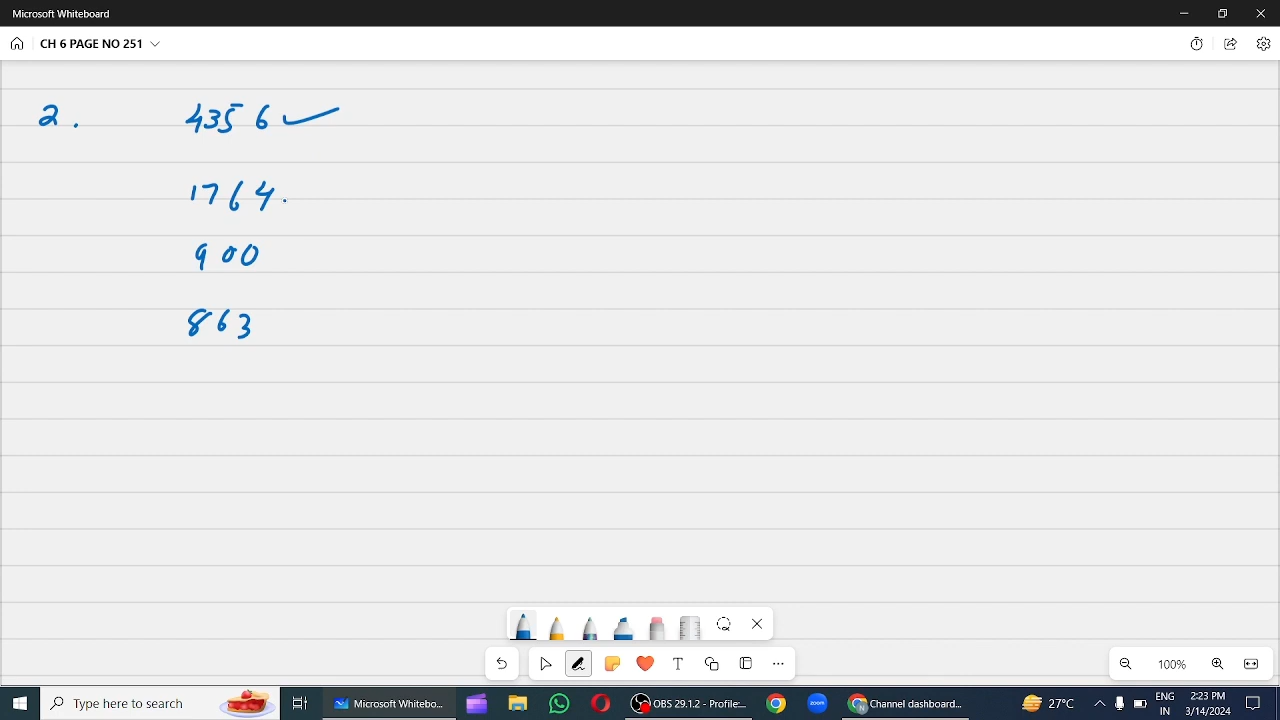 Microsoft Whiteboard
CH 6 PAGE NO 251
2. 4356
1764
900
863
100%
Type here to search
Microsoft Whitebo...
OBS 29.1.2 - Profile...
zoom
Channel dashboard...
27°C
ENG
IN
2:23 PM
3/14/2024